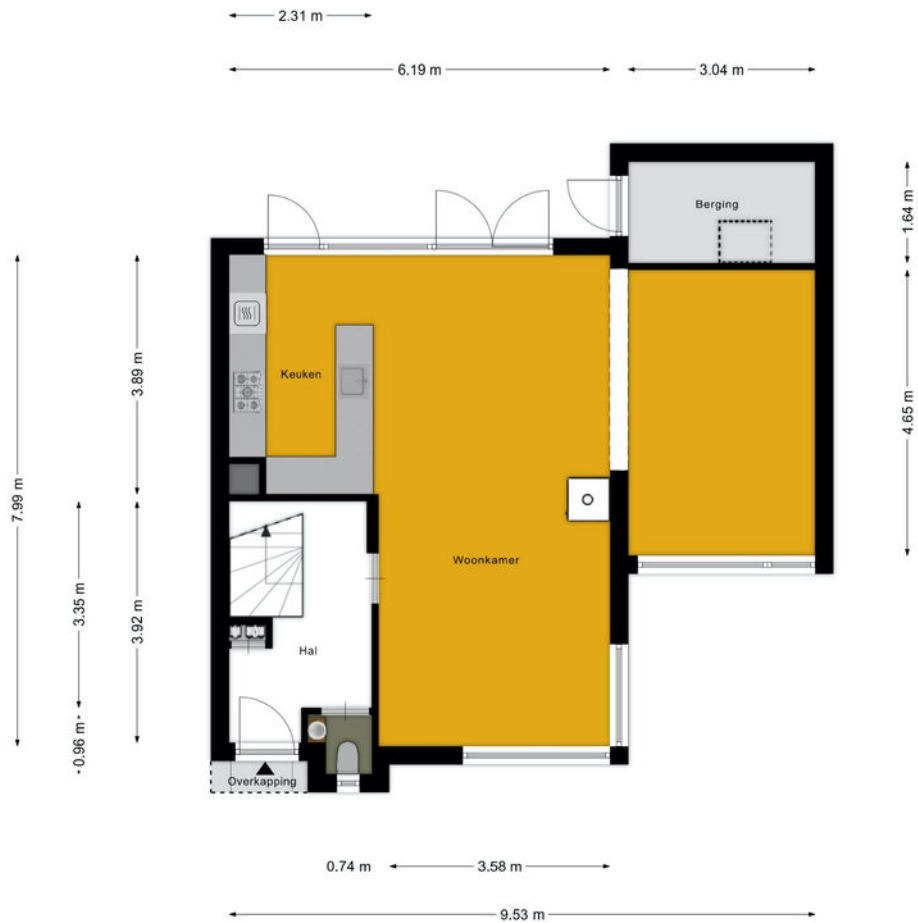 2.31 m
6.19 m
3.04 m
Berging
1.64 m
Keuken
3.89 m
4.65 m
7.99 m
Woonkamer
3.35 m
3.92 m
Hal
0.96 m
Overkapping
0.74 m
3.58 m
9.53 m